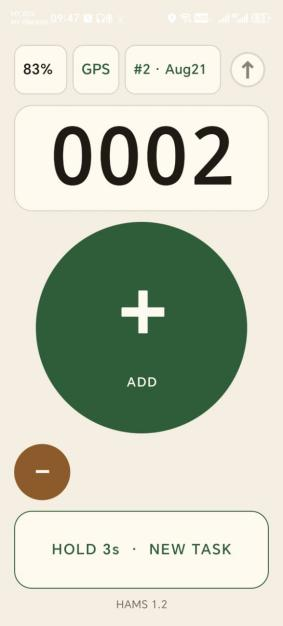 09:47
83%
GPS
#2 · Aug21
0002
+
ADD
−
HOLD 3s · NEW TASK
HAMS 1.2